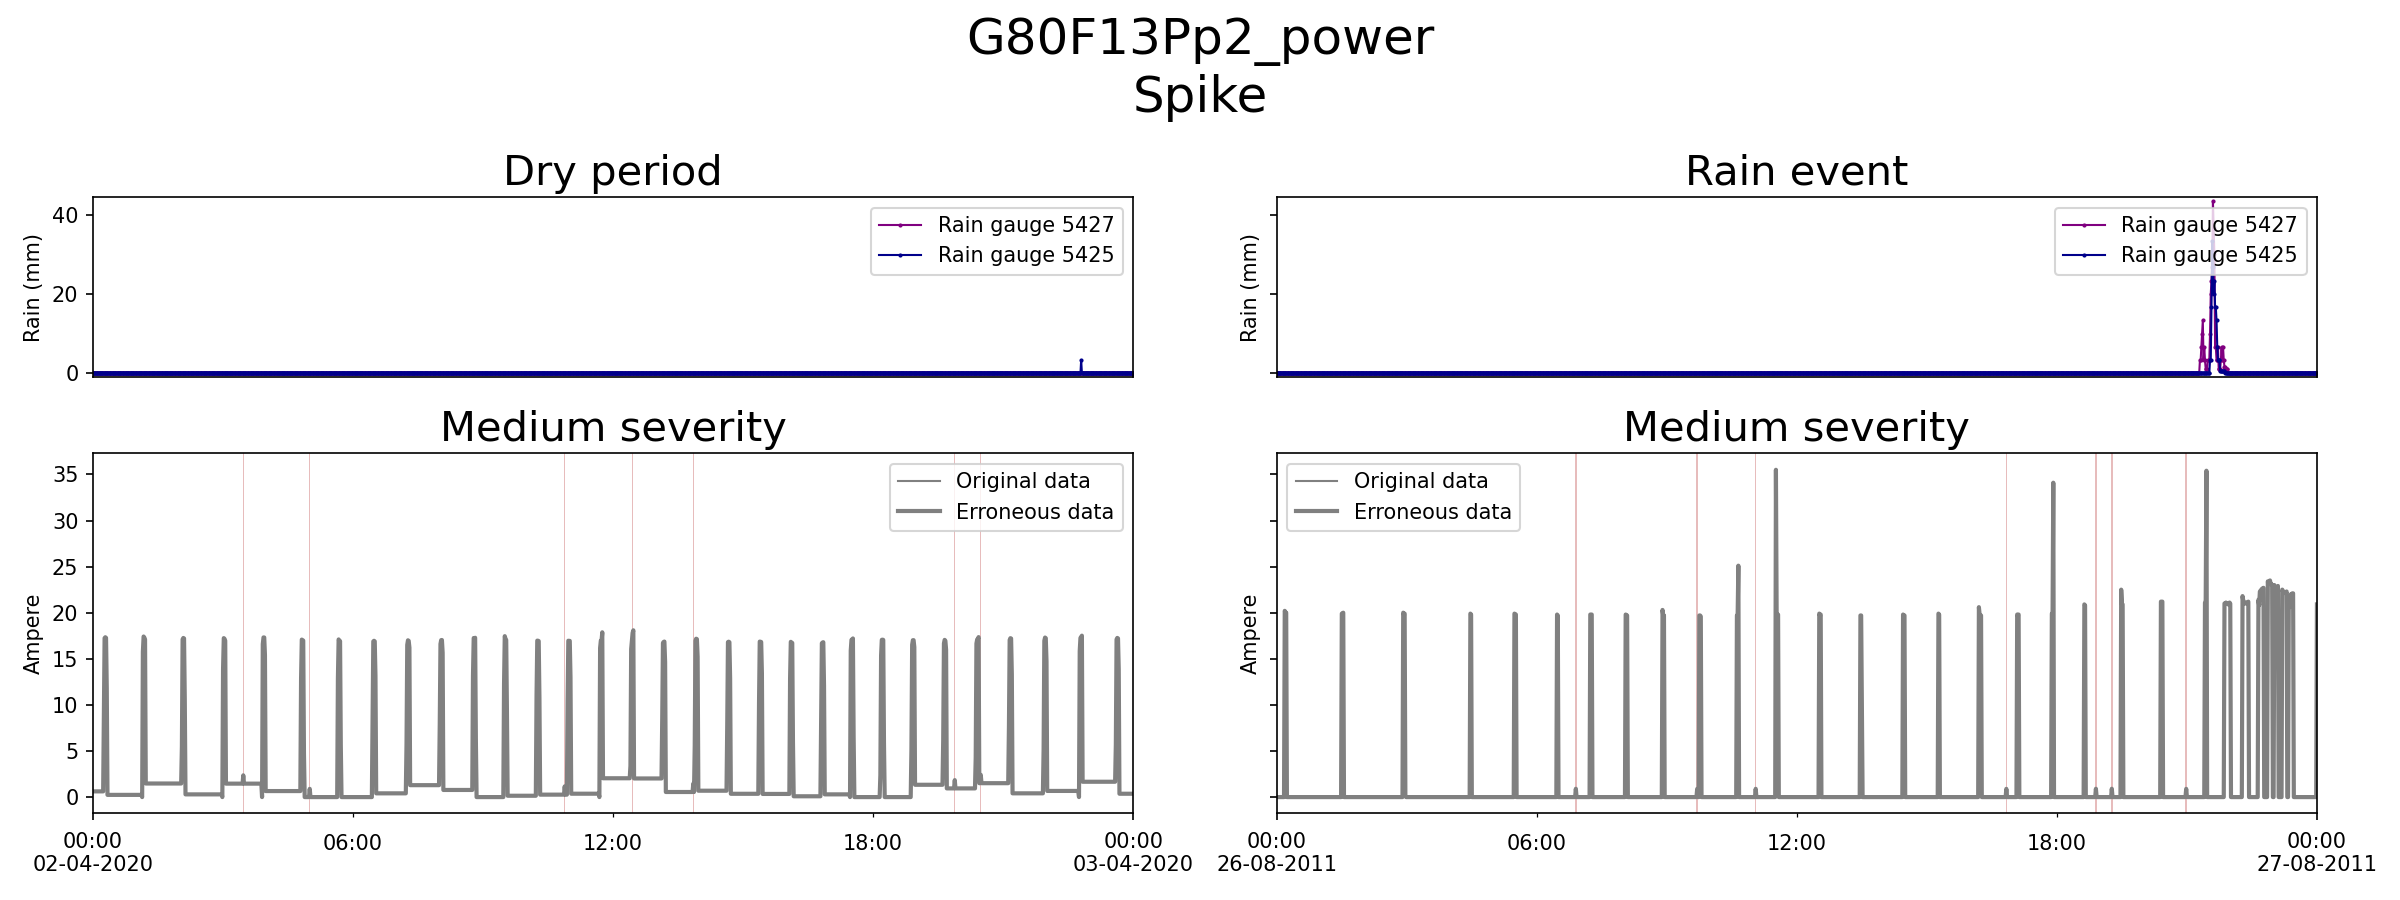 G80F13Pp2_power
Spike
Dry period
Rain event
Rain (mm)
40
20
0
Rain gauge 5427
Rain gauge 5425
Rain (mm)
Rain gauge 5427
Rain gauge 5425
Medium severity
Medium severity
Ampere
35
30
25
20
15
10
5
0
Original data
Erroneous data
Ampere
Original data
Erroneous data
00:00 06:00 12:00 18:00 00:00
02-04-2020 03-04-2020
00:00 06:00 12:00 18:00 00:00
26-08-2011 27-08-2011